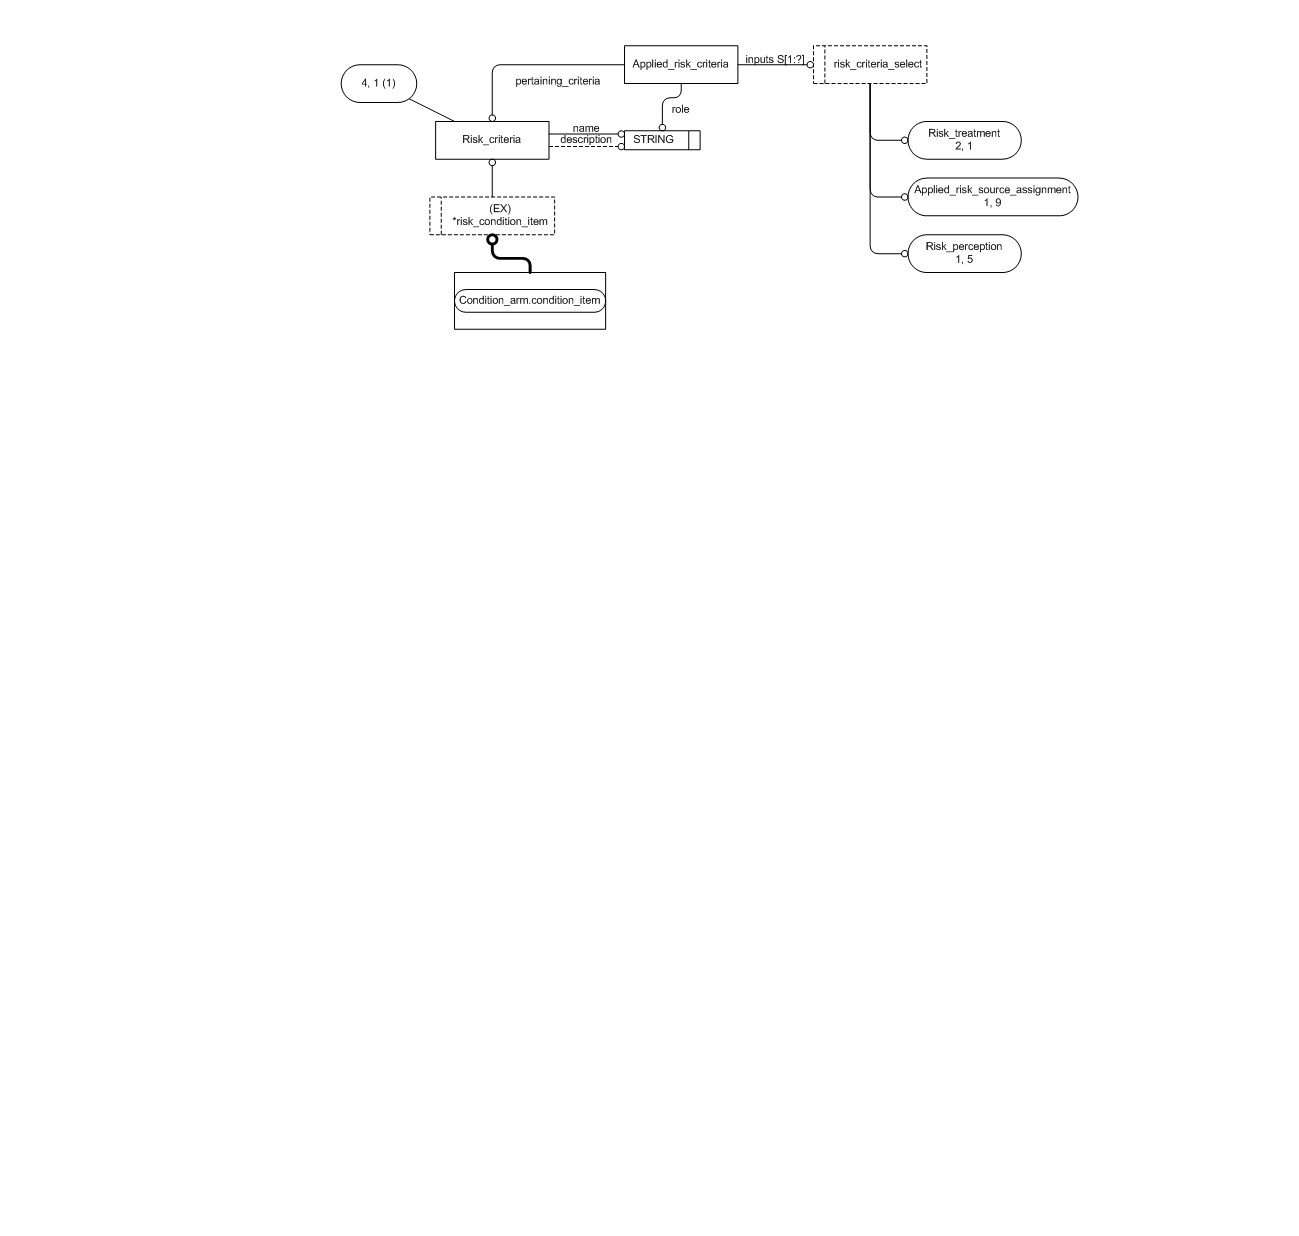 Applied_risk_criteria
inputs S[1:?]
risk_criteria_select
4, 1 (1)
pertaining_criteria
role
Risk_criteria
name
description
STRING
Risk_treatment
2, 1
Applied_risk_source_assignment
1, 9
(EX)
*risk_condition_item
Risk_perception
1, 5
Condition_arm.condition_item